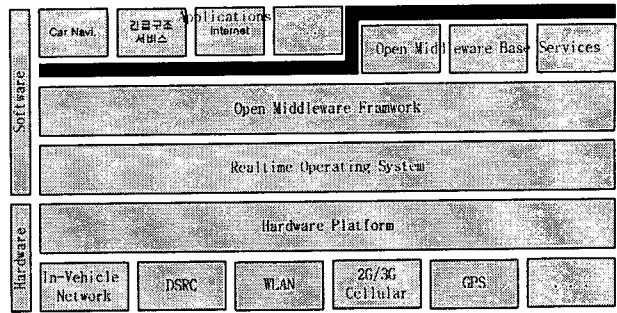 Applications
Car Navi.
긴급구조
서비스
Internet
Open Middleware Base Services
Software
Open Middleware Framwork
Realtime Operating System
Hardware
Hardware Platform
In-Vehicle
Network
DSRC
WLAN
2G/3G
Cellular
GPS